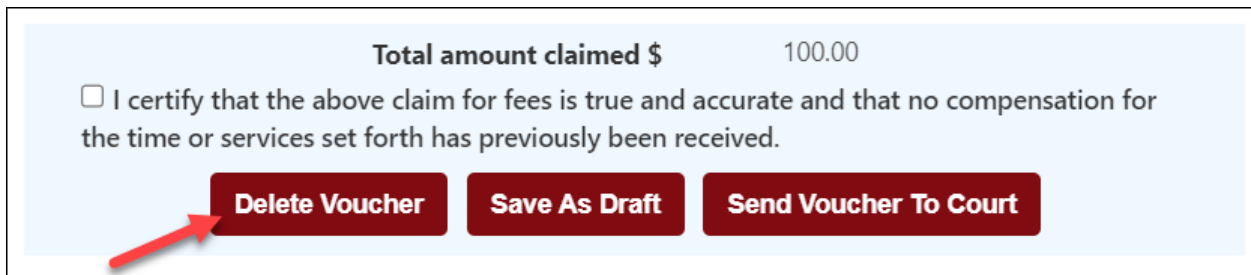 Total amount claimed $ 100.00
I certify that the above claim for fees is true and accurate and that no compensation for
the time or services set forth has previously been received.
Delete Voucher Save As Draft Send Voucher To Court